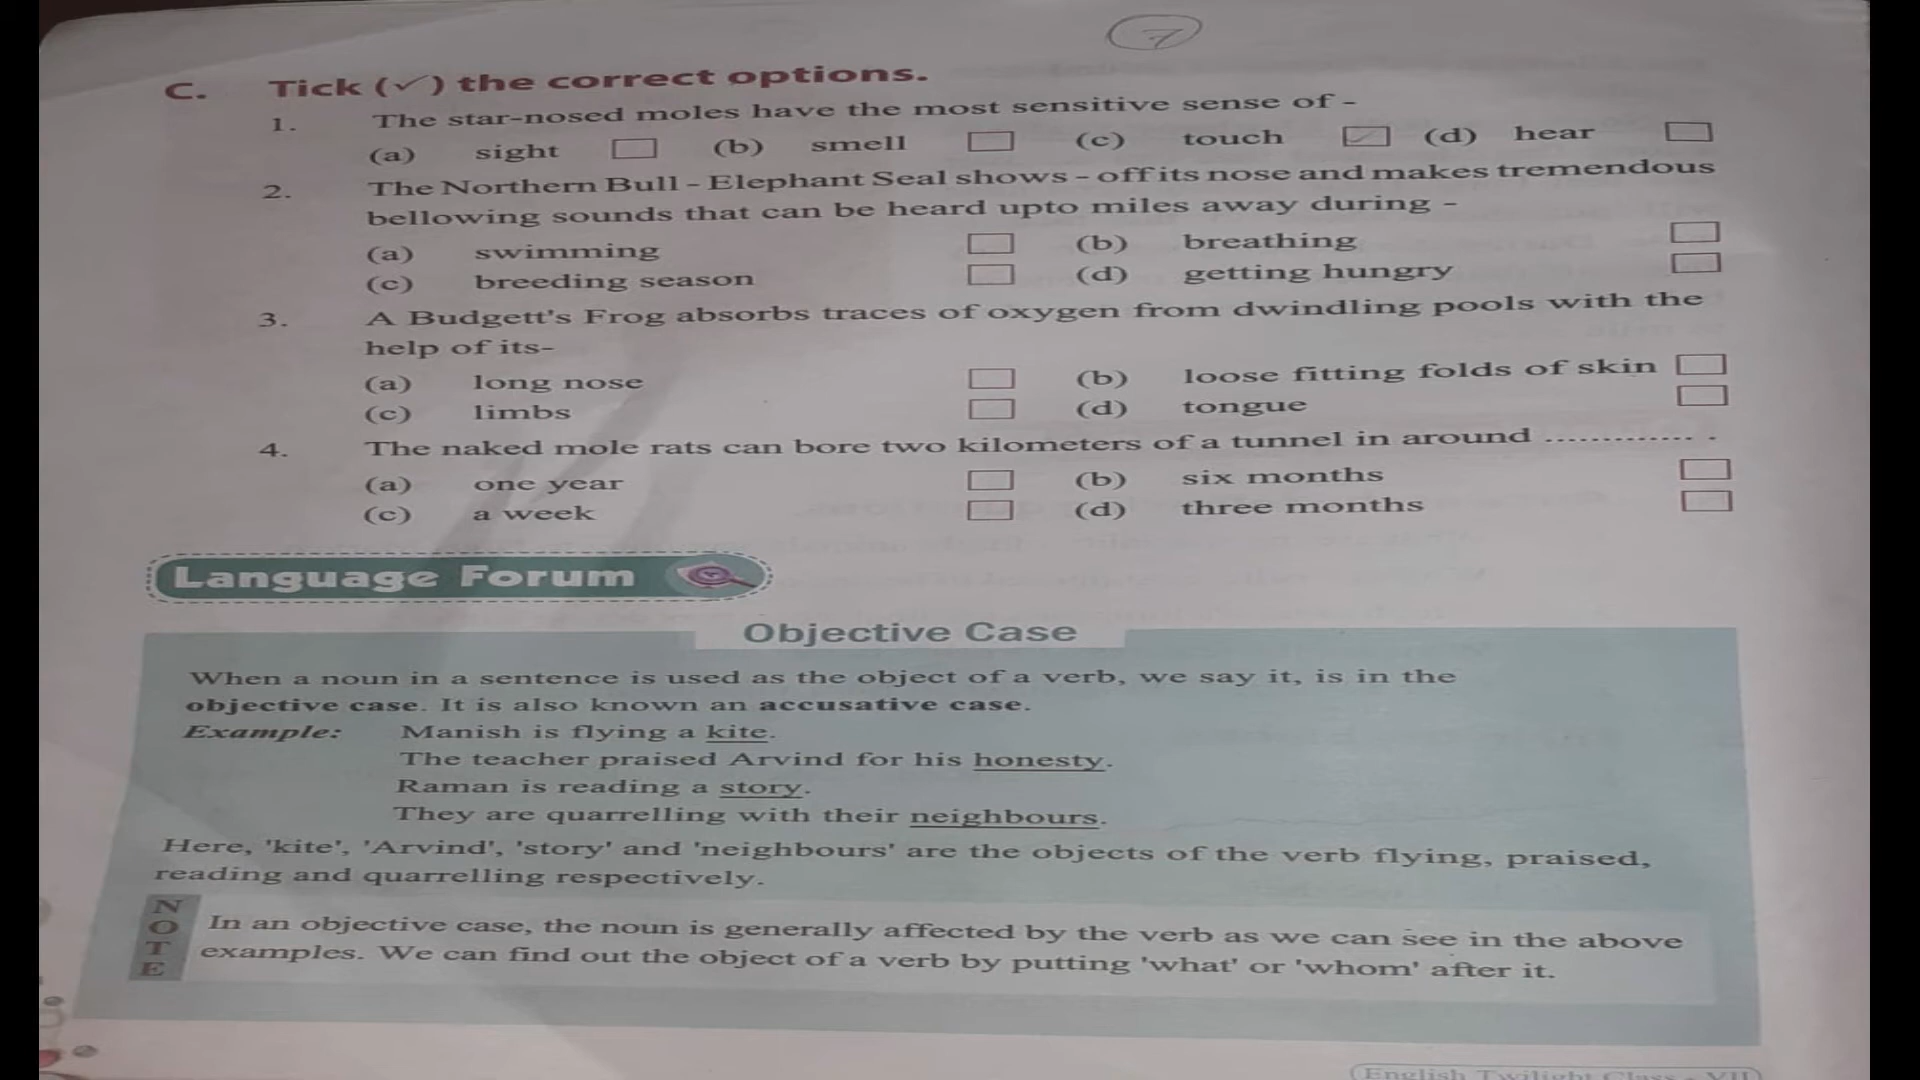 7
C. Tick (✓) the correct options.
1. The star-nosed moles have the most sensitive sense of -
(a) sight (b) smell (c) touch ✓ (d) hear
2. The Northern Bull - Elephant Seal shows - off its nose and makes tremendous
bellowing sounds that can be heard upto miles away during -
(a) swimming (b) breathing
(c) breeding season (d) getting hungry
3. A Budgett's Frog absorbs traces of oxygen from dwindling pools with the
help of its-
(a) long nose (b) loose fitting folds of skin
(c) limbs (d) tongue
4. The naked mole rats can bore two kilometers of a tunnel in around ............. .
(a) one year (b) six months
(c) a week (d) three months
Language Forum
Objective Case
When a noun in a sentence is used as the object of a verb, we say it, is in the
objective case. It is also known an accusative case.
Example: Manish is flying a kite.
The teacher praised Arvind for his honesty.
Raman is reading a story.
They are quarrelling with their neighbours.
Here, 'kite', 'Arvind', 'story' and 'neighbours' are the objects of the verb flying, praised,
reading and quarrelling respectively.
NOTE
In an objective case, the noun is generally affected by the verb as we can see in the above
examples. We can find out the object of a verb by putting 'what' or 'whom' after it.
English Twilight Class - VII